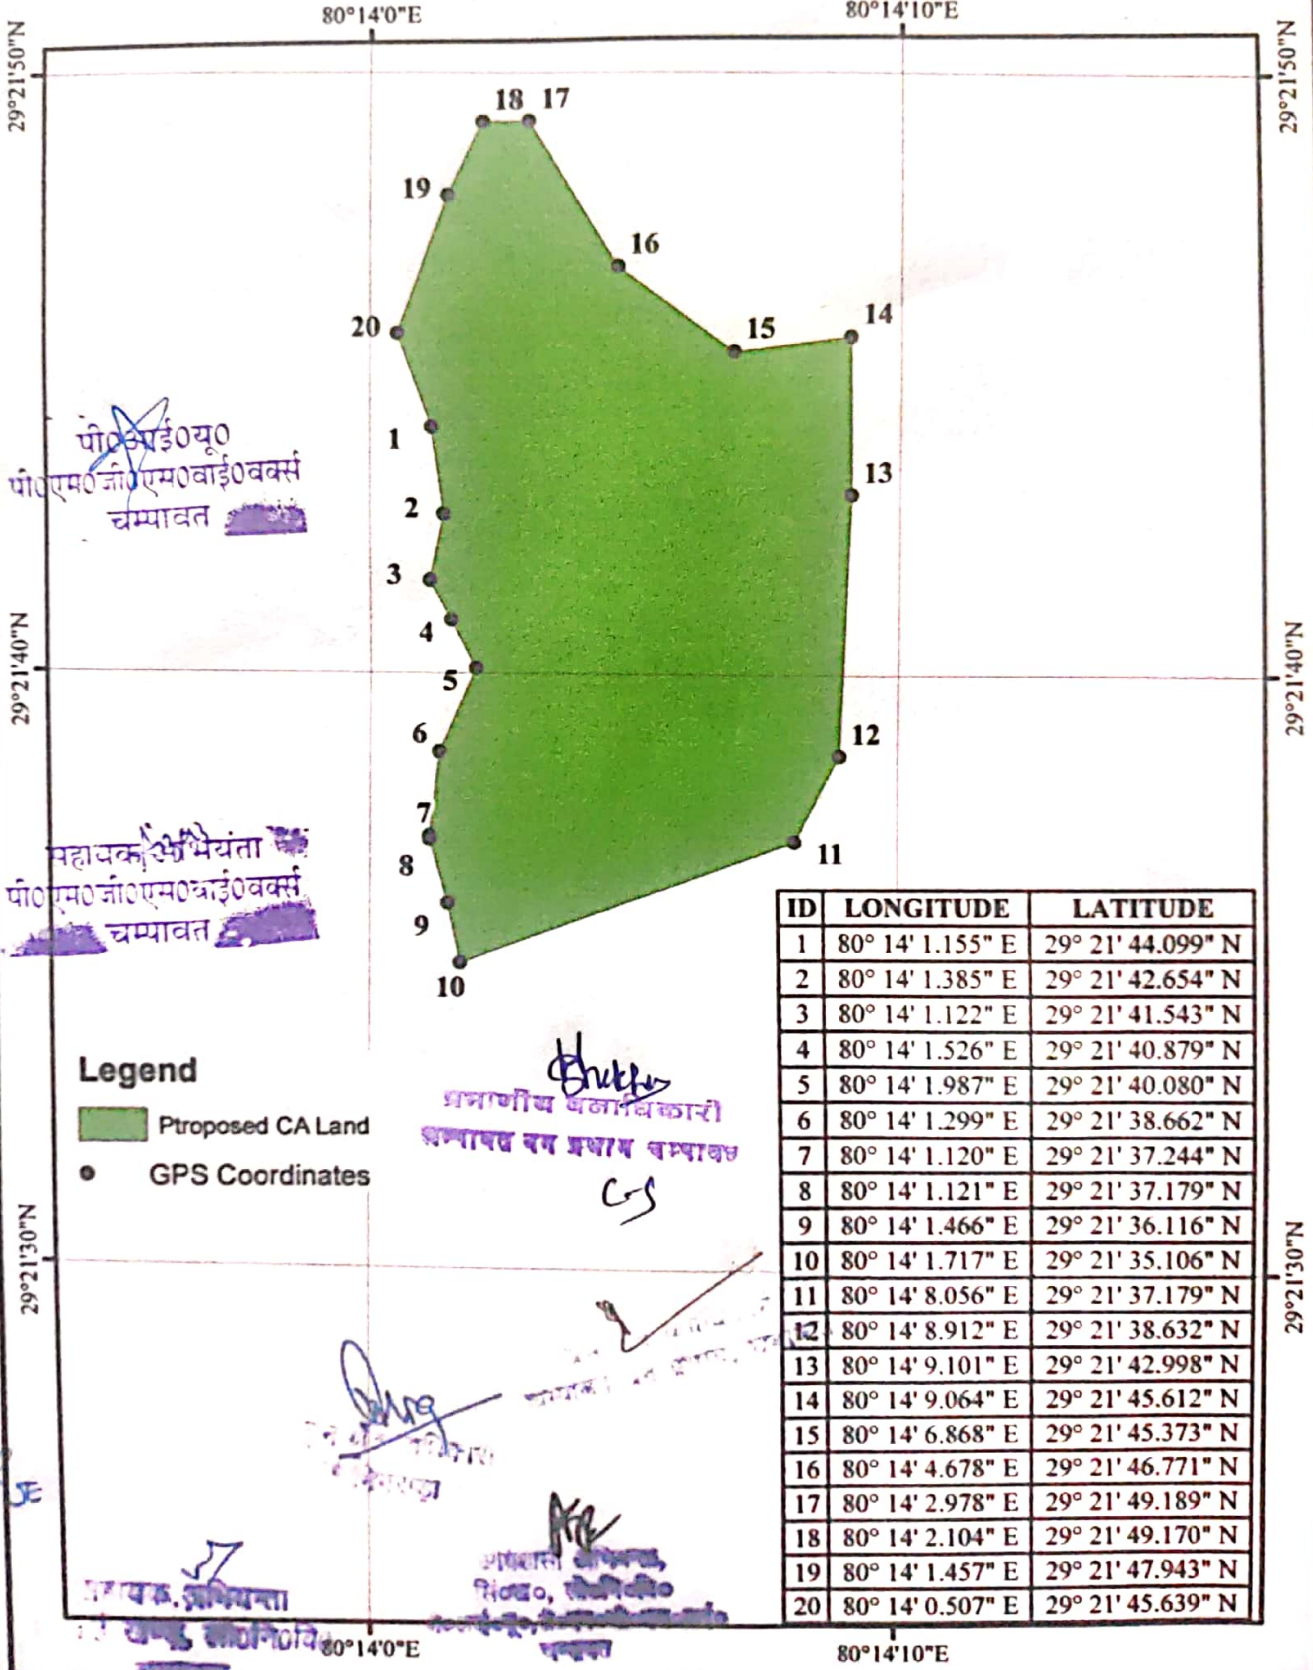 80°14'0"E 80°14'10"E
29°21'50"N 29°21'50"N
18 17
19
16
20
15
14
1
13
2
3
4
5
6
12
7
8
11
9
10
पी0आई0यू0
पी0एम0जी0एम0वाई0वर्क्स
चम्पावत
29°21'40"N 29°21'40"N
सहायक अभियंता
पी0एम0जी0एम0वाई0वर्क्स
चम्पावत
ID LONGITUDE LATITUDE
1 80° 14' 1.155" E 29° 21' 44.099" N
2 80° 14' 1.385" E 29° 21' 42.654" N
3 80° 14' 1.122" E 29° 21' 41.543" N
4 80° 14' 1.526" E 29° 21' 40.879" N
5 80° 14' 1.987" E 29° 21' 40.080" N
6 80° 14' 1.299" E 29° 21' 38.662" N
7 80° 14' 1.120" E 29° 21' 37.244" N
8 80° 14' 1.121" E 29° 21' 37.179" N
9 80° 14' 1.466" E 29° 21' 36.116" N
10 80° 14' 1.717" E 29° 21' 35.106" N
11 80° 14' 8.056" E 29° 21' 37.179" N
12 80° 14' 8.912" E 29° 21' 38.632" N
13 80° 14' 9.101" E 29° 21' 42.998" N
14 80° 14' 9.064" E 29° 21' 45.612" N
15 80° 14' 6.868" E 29° 21' 45.373" N
16 80° 14' 4.678" E 29° 21' 46.771" N
17 80° 14' 2.978" E 29° 21' 49.189" N
18 80° 14' 2.104" E 29° 21' 49.170" N
19 80° 14' 1.457" E 29° 21' 47.943" N
20 80° 14' 0.507" E 29° 21' 45.639" N
Legend
Ptroposed CA Land
GPS Coordinates
प्रभागीय वनाधिकारी
चम्पावत वन प्रभाग चम्पावत
29°21'30"N 29°21'30"N
JE
सहायक अभियन्ता
चम्पावत
80°14'0"E 80°14'10"E